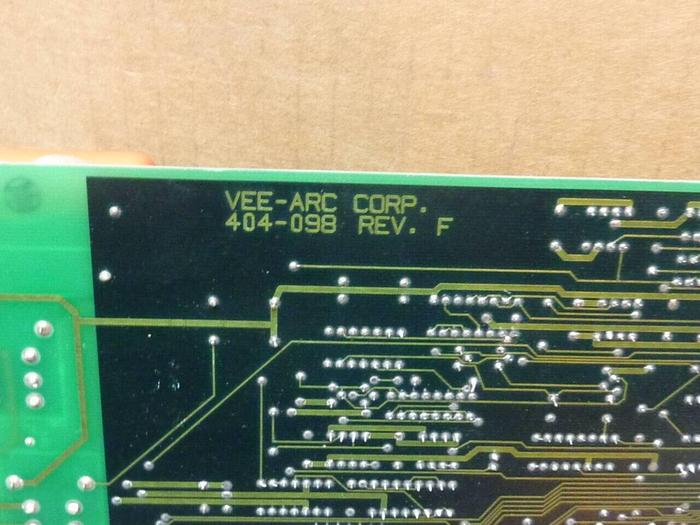 VEE-ARC CORP.
404-098 REV. F